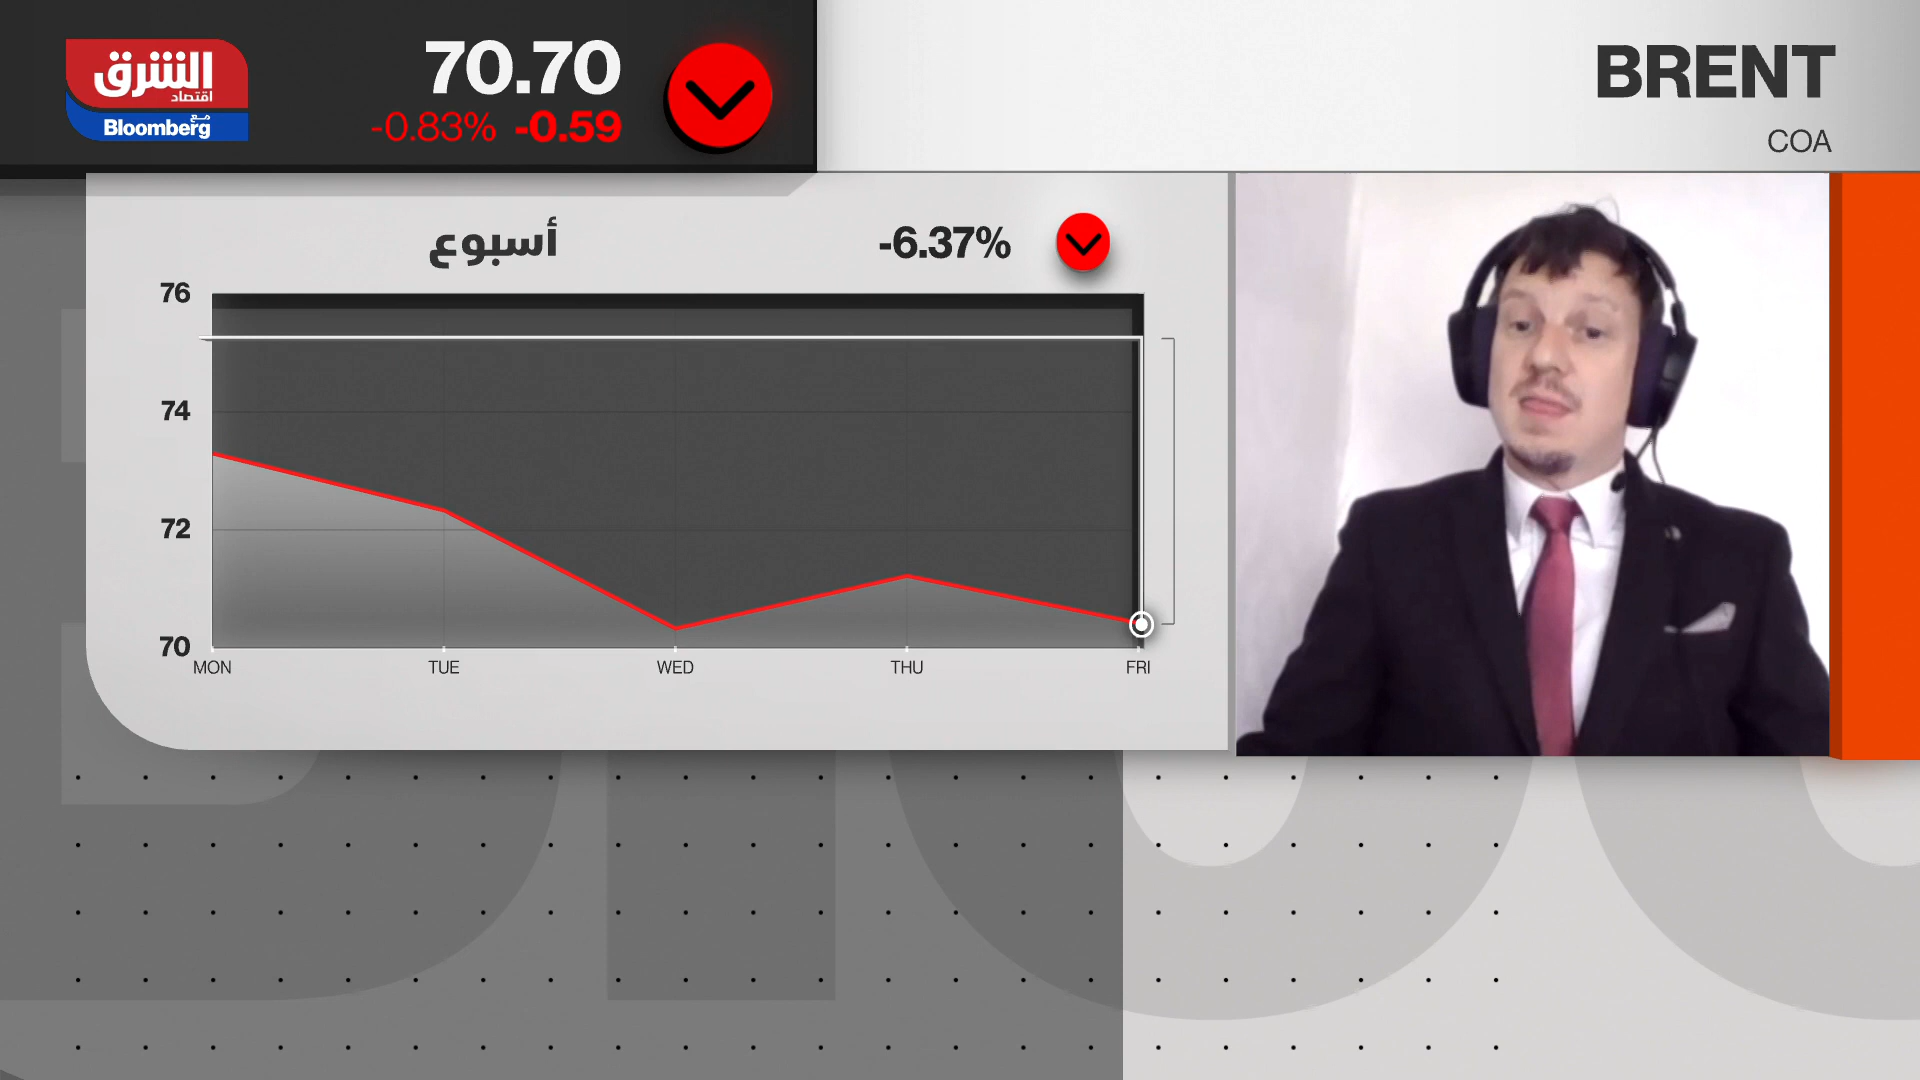 الشرق
اقتصاد
مع
Bloomberg
70.70
-0.83% -0.59
BRENT
COA
أسبوع
-6.37%
76
74
72
70
MON TUE WED THU FRI